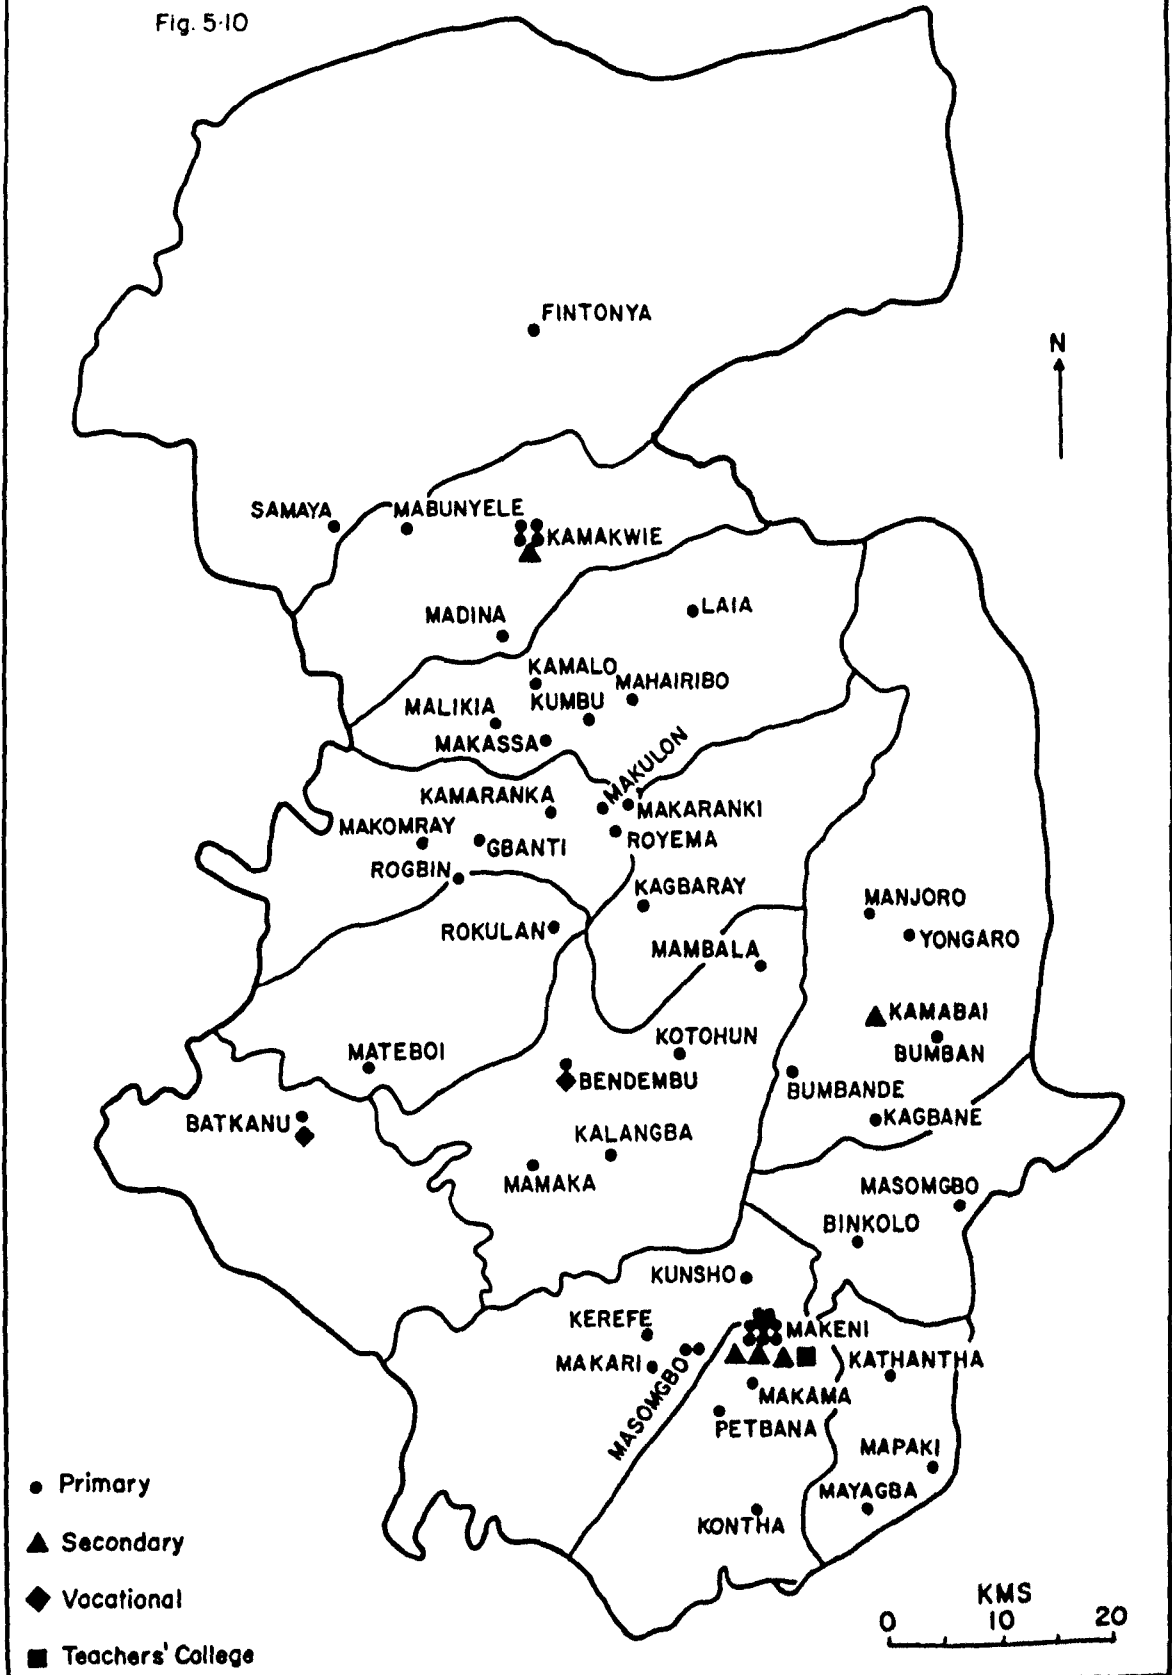 Fig. 5·10
FINTONYA
N
SAMAYA
MABUNYELE
KAMAKWIE
MADINA
LAIA
KAMALO
MAHAIRIBO
MALIKIA
KUMBU
MAKASSA
MAKULON
KAMARANKA
MAKARANKI
MAKOMRAY
GBANTI
ROYEMA
ROGBIN
KAGBARAY
MANJORO
ROKULAN
YONGARO
MAMBALA
KAMABAI
KOTOHUN
BUMBAN
MATEBOI
BENDEMBU
BUMBANDE
BATKANU
KAGBANE
KALANGBA
MAMAKA
MASOMGBO
BINKOLO
KUNSHO
KEREFE
MAKENI
MAKARI
KATHANTHA
MASOMGBO
MAKAMA
PETBANA
MAPAKI
MAYAGBA
KONTHA
Primary
Secondary
Vocational
Teachers' College
KMS
0 10 20